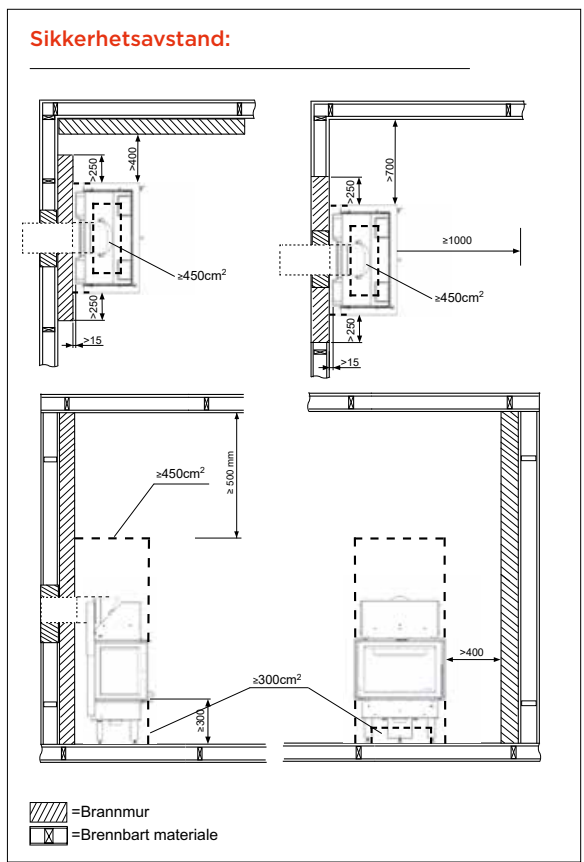 Sikkerhetsavstand:
>250
>400
≥450cm²
>250
>15
>250
>700
≥1000
≥450cm²
>250
>15
≥450cm²
≥ 500 mm
>400
≥300cm²
≥300
=Brannmur
=Brennbart materiale